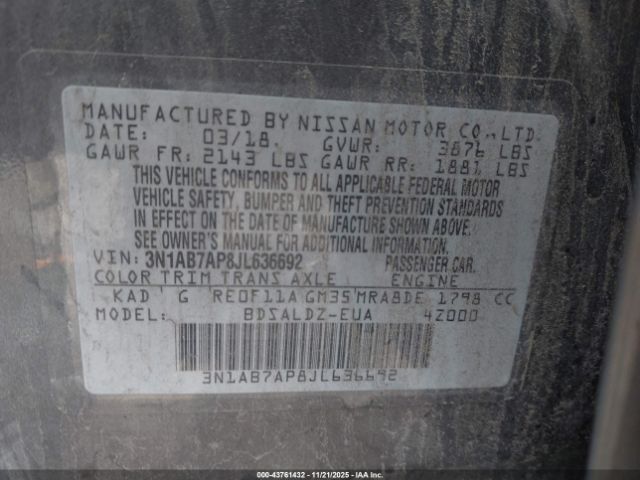 MANUFACTURED BY NISSAN MOTOR CO., LTD.
DATE: 03/18 GVWR: 3876 LBS
GAWR FR: 2143 LBS GAWR RR: 1881 LBS
THIS VEHICLE CONFORMS TO ALL APPLICABLE FEDERAL MOTOR
VEHICLE SAFETY, BUMPER AND THEFT PREVENTION STANDARDS
IN EFFECT ON THE DATE OF MANUFACTURE SHOWN ABOVE.
SEE OWNER'S MANUAL FOR ADDITIONAL INFORMATION.
VIN: 3N1AB7AP8JL636692 PASSENGER CAR
COLOR TRIM TRANS AXLE ENGINE
KAD G RE0F11A GM35 MRA8DE 1798 CC
MODEL BDSALDZ-EUA 4Z000
3N1AB7AP8JL636692
© IAA - 43761432 - 11/21/2025 - IAA, Inc.